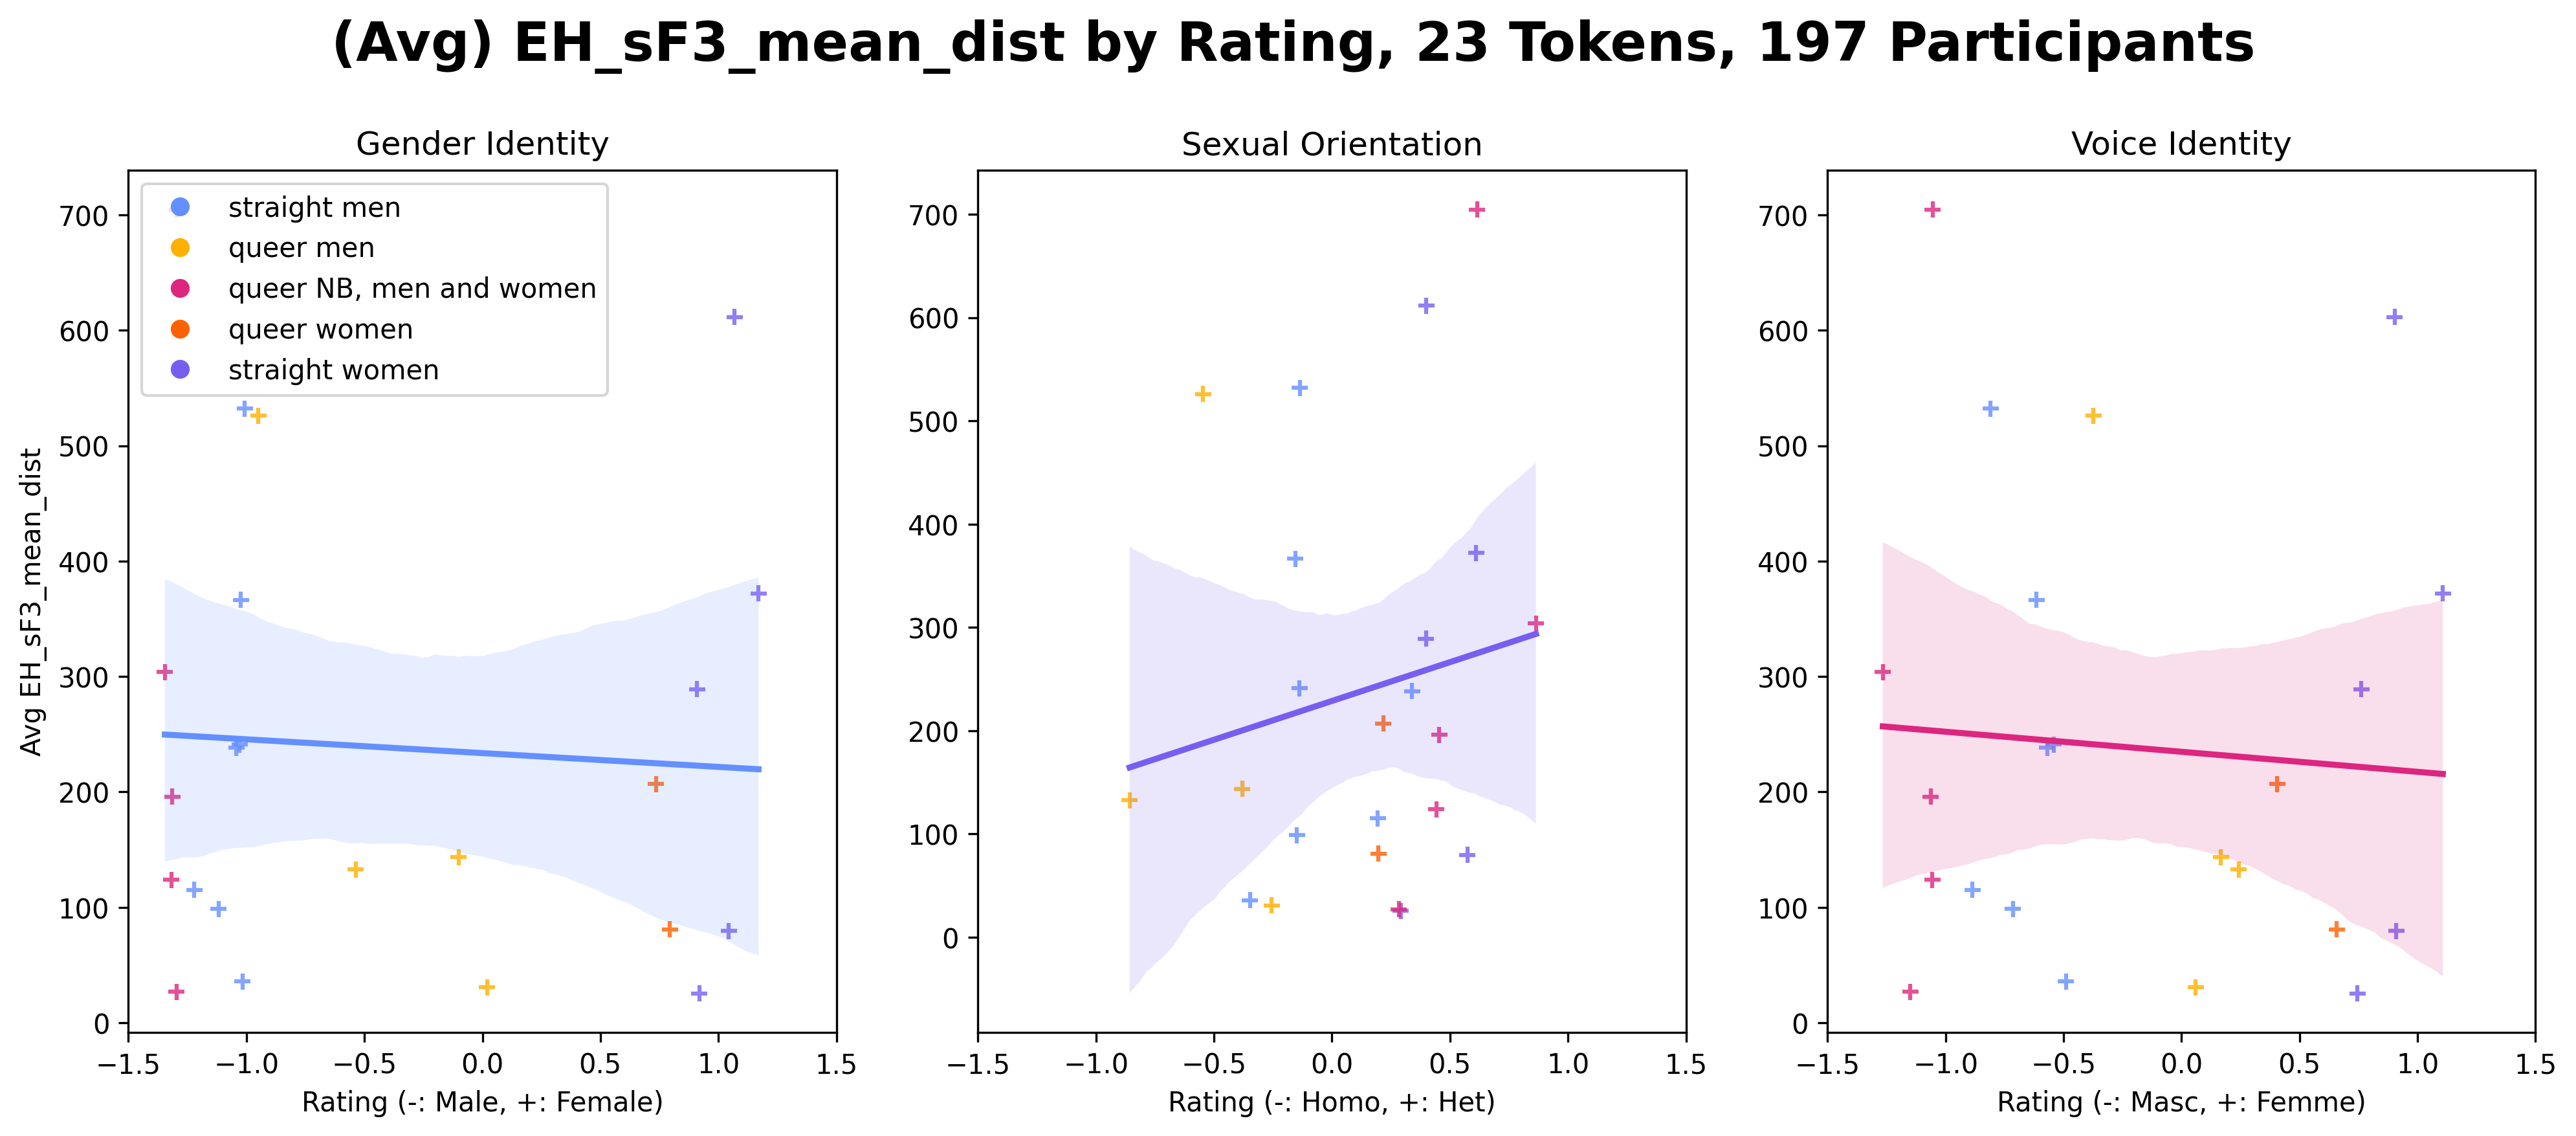 (Avg) EH_sF3_mean_dist by Rating, 23 Tokens, 197 Participants
Gender Identity
Sexual Orientation
Voice Identity
straight men
queer men
queer NB, men and women
queer women
straight women
Avg EH_sF3_mean_dist
700
600
500
400
300
200
100
0
−1.5 −1.0 −0.5 0.0 0.5 1.0 1.5
Rating (-: Male, +: Female)
700
600
500
400
300
200
100
0
−1.5 −1.0 −0.5 0.0 0.5 1.0 1.5
Rating (-: Homo, +: Het)
700
600
500
400
300
200
100
0
−1.5 −1.0 −0.5 0.0 0.5 1.0 1.5
Rating (-: Masc, +: Femme)